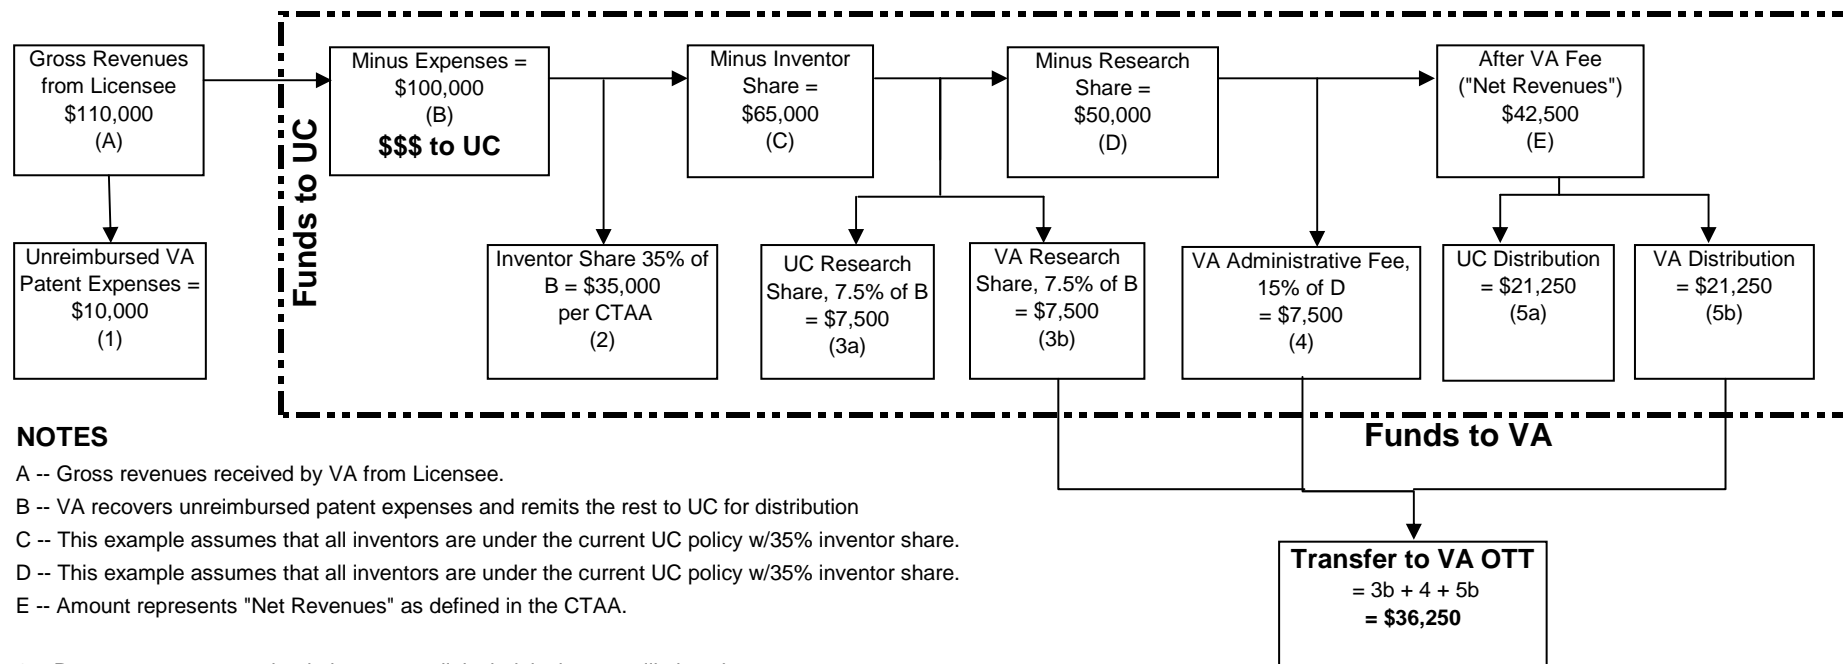 Gross Revenues
from Licensee
$110,000
(A)
Funds to UC
Minus Expenses =
$100,000
(B)
$$$ to UC
Minus Inventor
Share =
$65,000
(C)
Minus Research
Share =
$50,000
(D)
After VA Fee
("Net Revenues")
$42,500
(E)
Unreimbursed VA
Patent Expenses =
$10,000
(1)
Inventor Share 35% of
B = $35,000
per CTAA
(2)
UC Research
Share, 7.5% of B
= $7,500
(3a)
VA Research
Share, 7.5% of B
= $7,500
(3b)
VA Administrative Fee,
15% of D
= $7,500
(4)
UC Distribution
= $21,250
(5a)
VA Distribution
= $21,250
(5b)
Funds to VA
NOTES
A -- Gross revenues received by VA from Licensee.
B -- VA recovers unreimbursed patent expenses and remits the rest to UC for distribution
C -- This example assumes that all inventors are under the current UC policy w/35% inventor share.
D -- This example assumes that all inventors are under the current UC policy w/35% inventor share.
E -- Amount represents "Net Revenues" as defined in the CTAA.
Transfer to VA OTT
= 3b + 4 + 5b
= $36,250